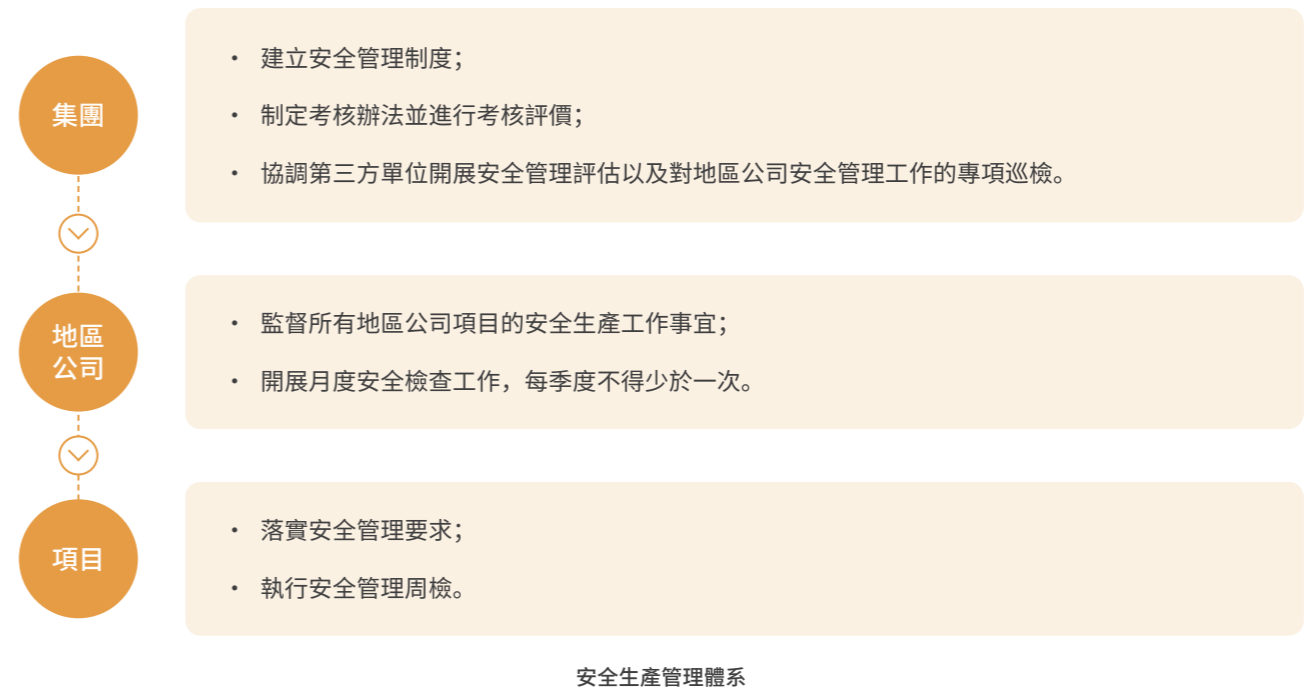 集團
・ 建立安全管理制度；
・ 制定考核辦法並進行考核評價；
・ 協調第三方單位開展安全管理評估以及對地區公司安全管理工作的專項巡檢。
地區
公司
・ 監督所有地區公司項目的安全生產工作事宜；
・ 開展月度安全檢查工作，每季度不得少於一次。
項目
・ 落實安全管理要求；
・ 執行安全管理周檢。
安全生產管理體系